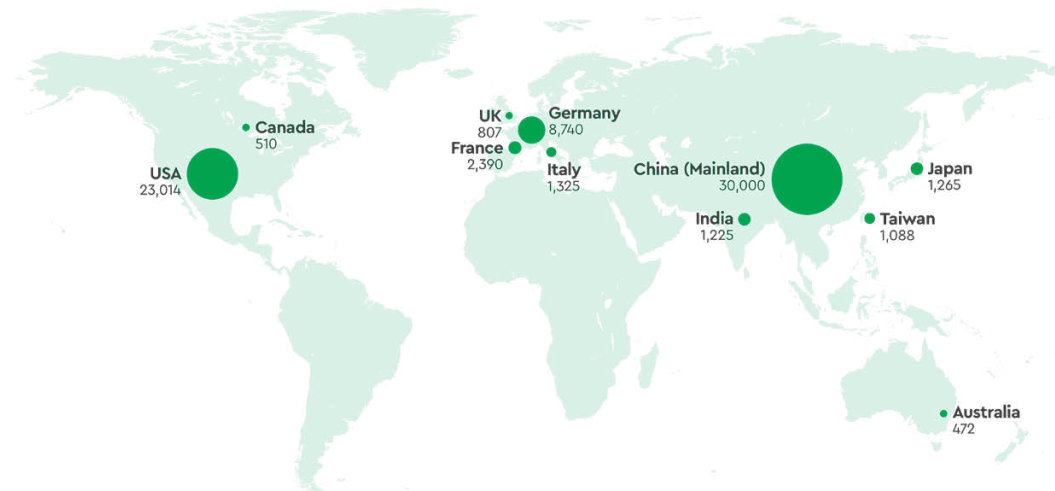 Canada
510
USA
23,014
UK
807
Germany
8,740
France
2,390
Italy
1,325
China (Mainland)
30,000
Japan
1,265
India
1,225
Taiwan
1,088
Australia
472